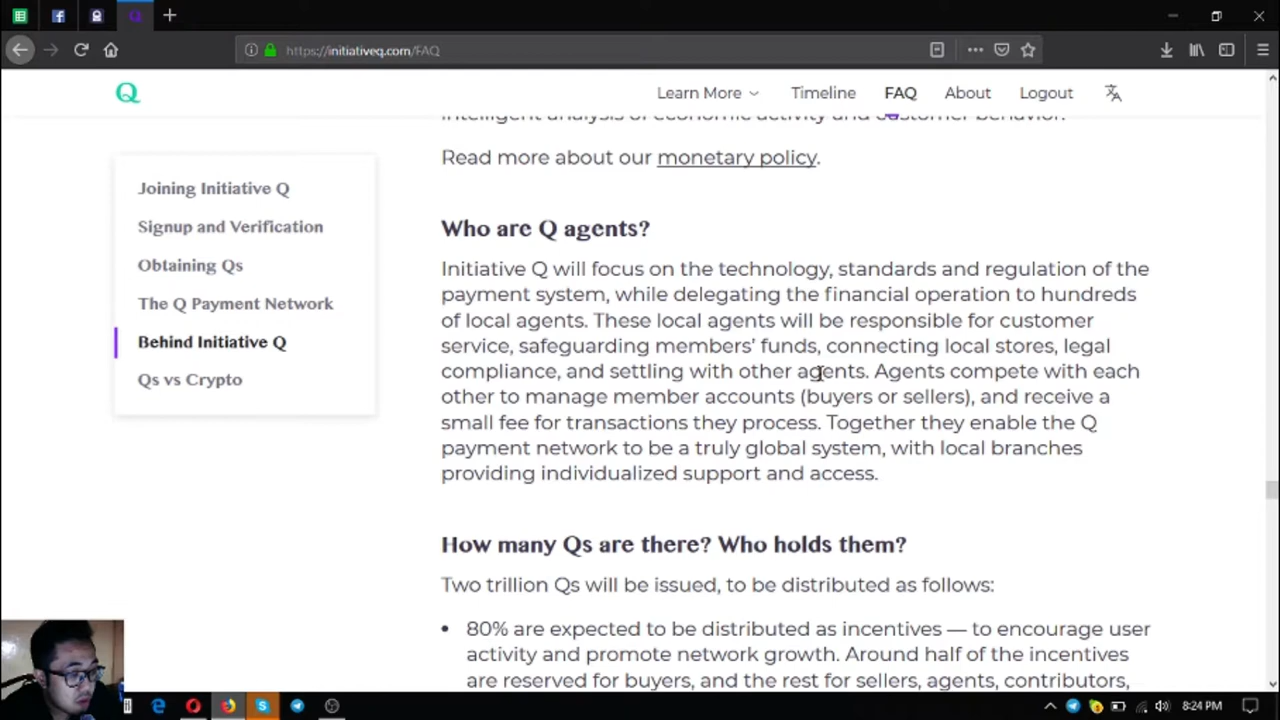 https://initiativeq.com/FAQ
Q
Learn More
Timeline
FAQ
About
Logout
intelligent analysis of economic activity and customer behavior.
Read more about our monetary policy.
Joining Initiative Q
Signup and Verification
Obtaining Qs
The Q Payment Network
Behind Initiative Q
Qs vs Crypto
Who are Q agents?
Initiative Q will focus on the technology, standards and regulation of the
payment system, while delegating the financial operation to hundreds
of local agents. These local agents will be responsible for customer
service, safeguarding members’ funds, connecting local stores, legal
compliance, and settling with other agents. Agents compete with each
other to manage member accounts (buyers or sellers), and receive a
small fee for transactions they process. Together they enable the Q
payment network to be a truly global system, with local branches
providing individualized support and access.
How many Qs are there? Who holds them?
Two trillion Qs will be issued, to be distributed as follows:
• 80% are expected to be distributed as incentives — to encourage user
activity and promote network growth. Around half of the incentives
are reserved for buyers, and the rest for sellers, agents, contributors,
8:24 PM